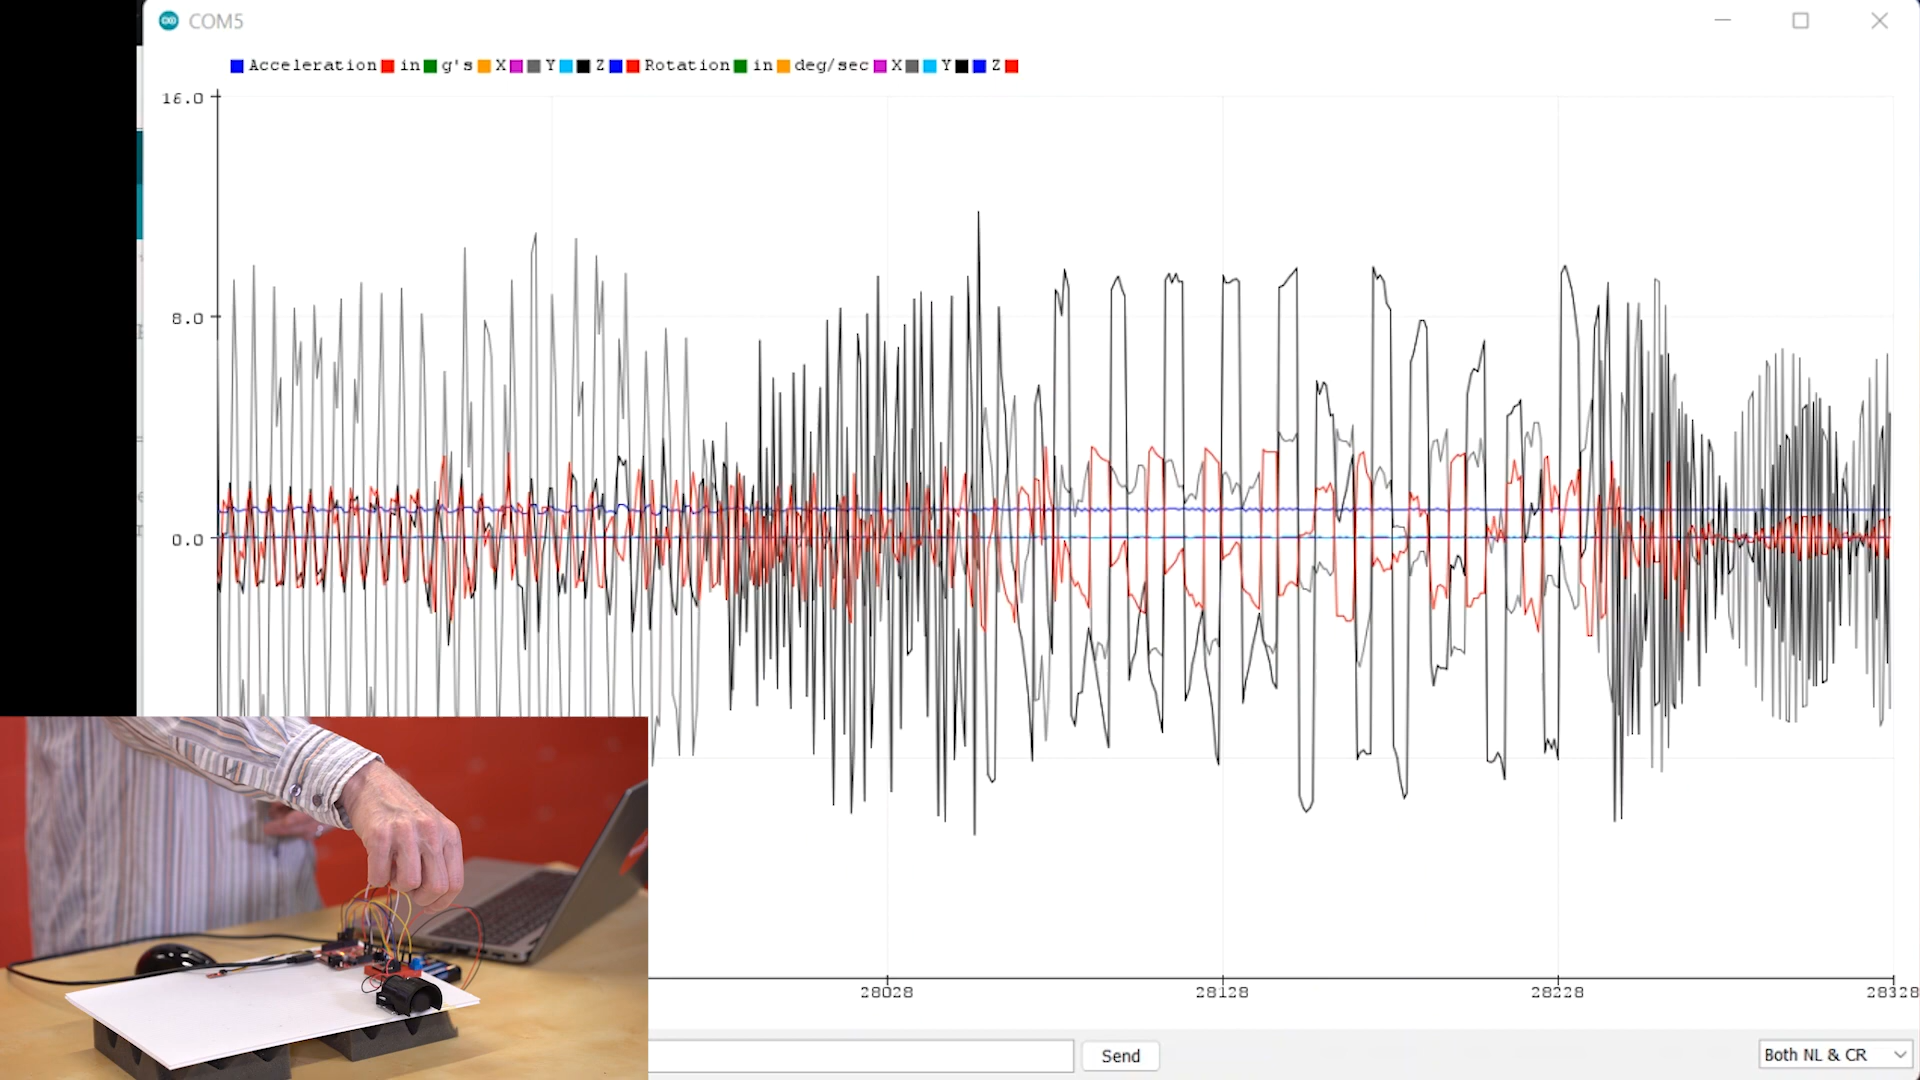 COM5
Acceleration in g's X Y Z Rotation in deg/sec X Y Z
16.0
8.0
0.0
28028 28128 28228 28328
Send
Both NL & CR